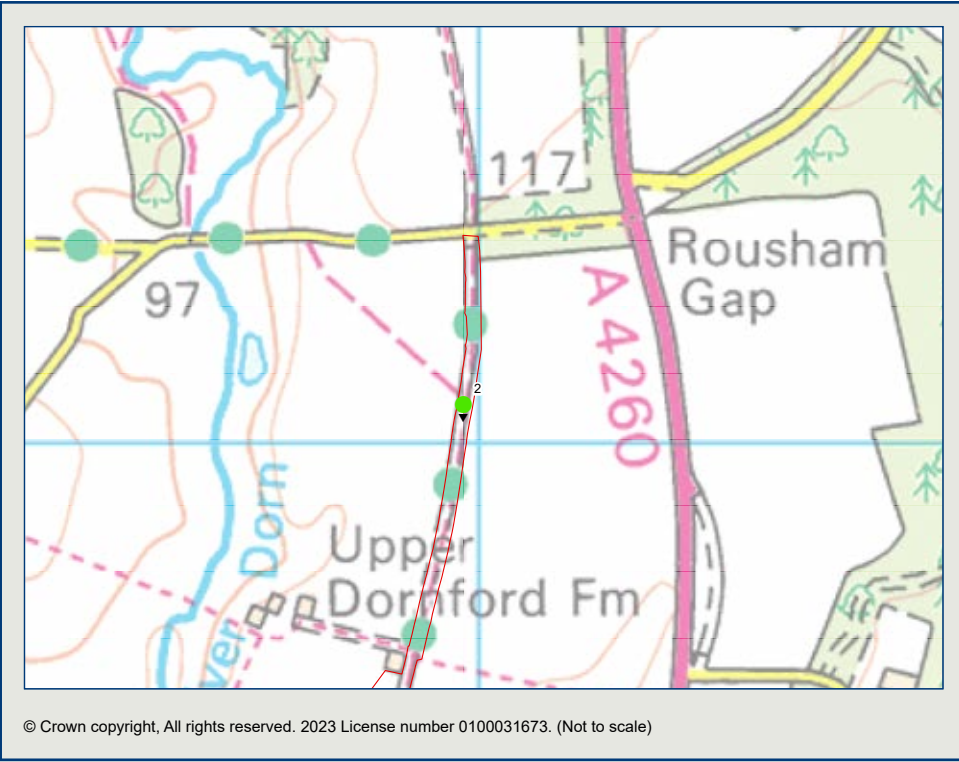 117
Rousham
Gap
97
A 4260
2
Dorn
Upper
Dornford Fm
ver
© Crown copyright, All rights reserved. 2023 License number 0100031673. (Not to scale)